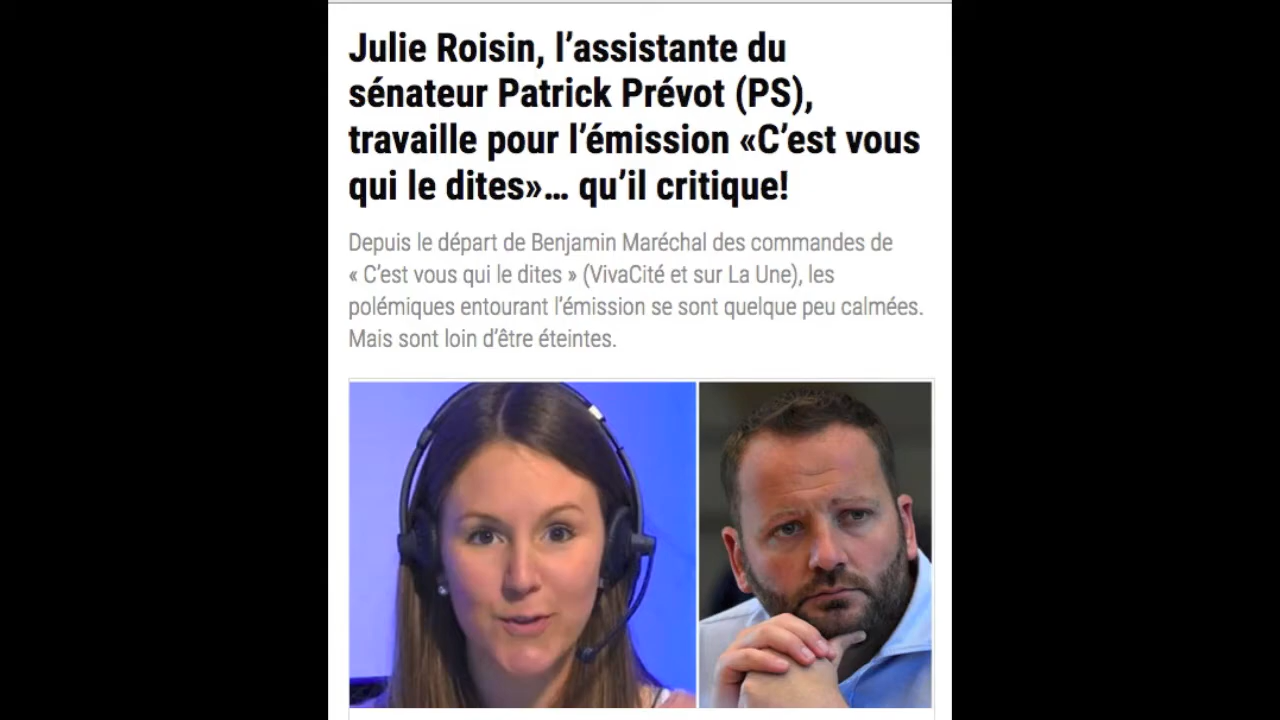 Julie Roisin, l’assistante du
sénateur Patrick Prévot (PS),
travaille pour l’émission «C’est vous
qui le dites»… qu’il critique!
Depuis le départ de Benjamin Maréchal des commandes de
« C’est vous qui le dites » (VivaCité et sur La Une), les
polémiques entourant l’émission se sont quelque peu calmées.
Mais sont loin d’être éteintes.